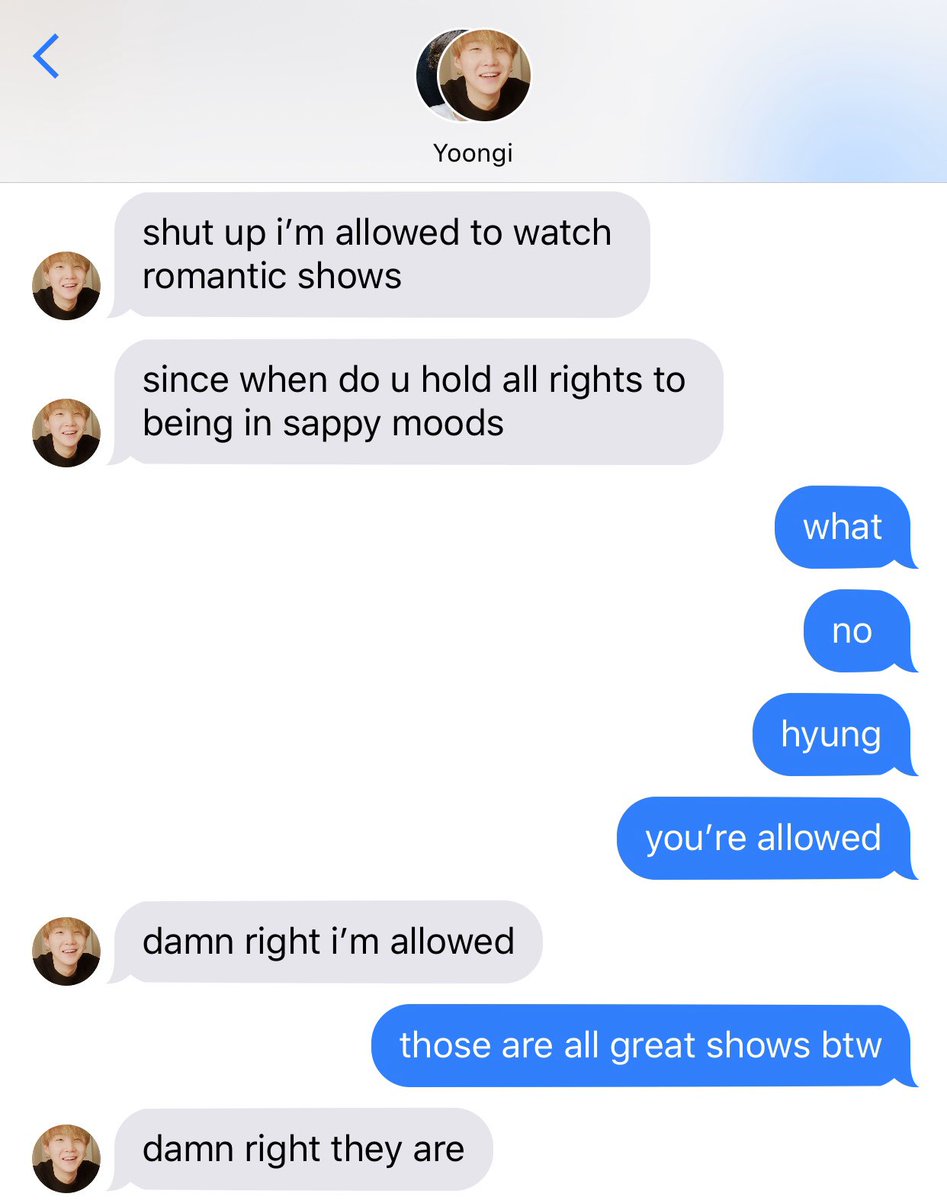 Yoongi
shut up i’m allowed to watch
romantic shows
since when do u hold all rights to
being in sappy moods
what
no
hyung
you’re allowed
damn right i’m allowed
those are all great shows btw
damn right they are